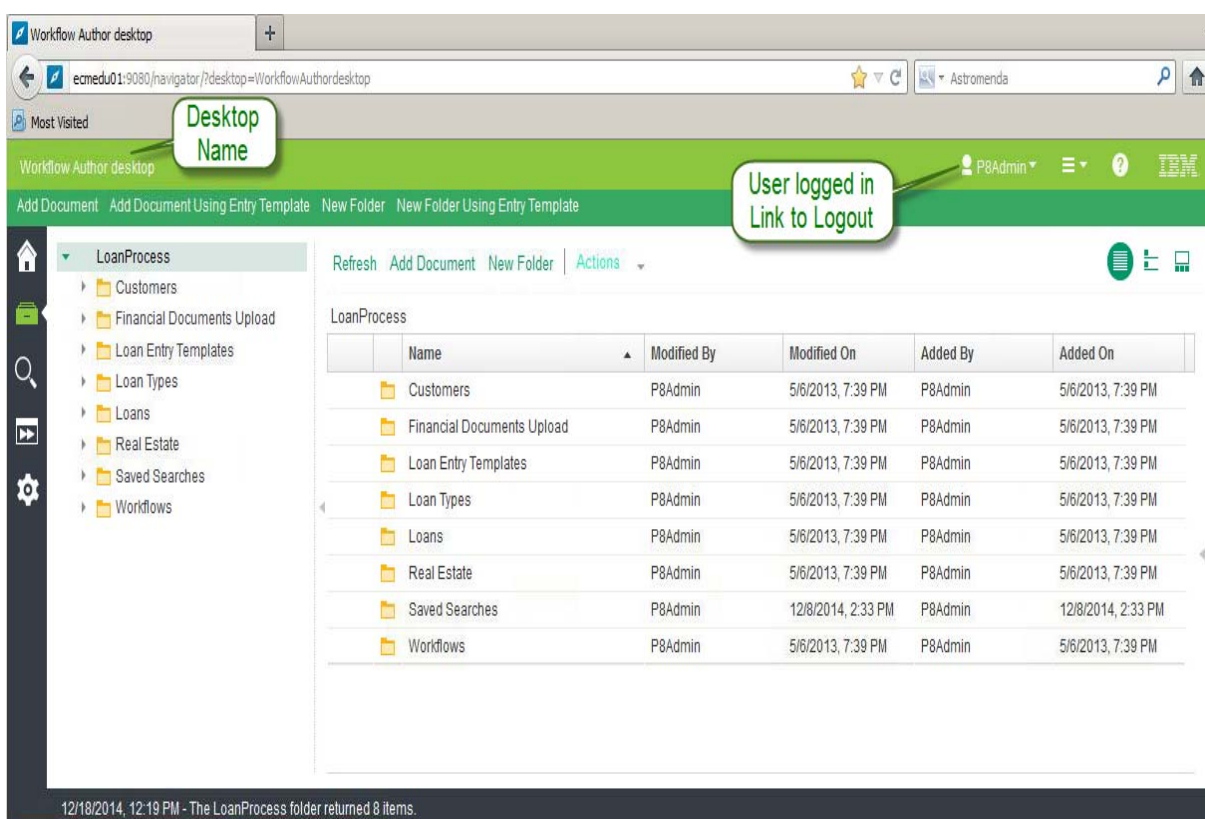 Workflow Author desktop
ecmedu01:9080/navigator/?desktop=WorkflowAuthordesktop
Astromenda
Most Visited
Desktop
Name
Workflow Author desktop
User logged in
Link to Logout
P8Admin
IBM
Add Document Add Document Using Entry Template New Folder New Folder Using Entry Template
LoanProcess
Customers
Financial Documents Upload
Loan Entry Templates
Loan Types
Loans
Real Estate
Saved Searches
Workflows
Refresh Add Document New Folder | Actions
LoanProcess
Name Modified By Modified On Added By Added On
Customers P8Admin 5/6/2013, 7:39 PM P8Admin 5/6/2013, 7:39 PM
Financial Documents Upload P8Admin 5/6/2013, 7:39 PM P8Admin 5/6/2013, 7:39 PM
Loan Entry Templates P8Admin 5/6/2013, 7:39 PM P8Admin 5/6/2013, 7:39 PM
Loan Types P8Admin 5/6/2013, 7:39 PM P8Admin 5/6/2013, 7:39 PM
Loans P8Admin 5/6/2013, 7:39 PM P8Admin 5/6/2013, 7:39 PM
Real Estate P8Admin 5/6/2013, 7:39 PM P8Admin 5/6/2013, 7:39 PM
Saved Searches P8Admin 12/8/2014, 2:33 PM P8Admin 12/8/2014, 2:33 PM
Workflows P8Admin 5/6/2013, 7:39 PM P8Admin 5/6/2013, 7:39 PM
12/18/2014, 12:19 PM - The LoanProcess folder returned 8 items.